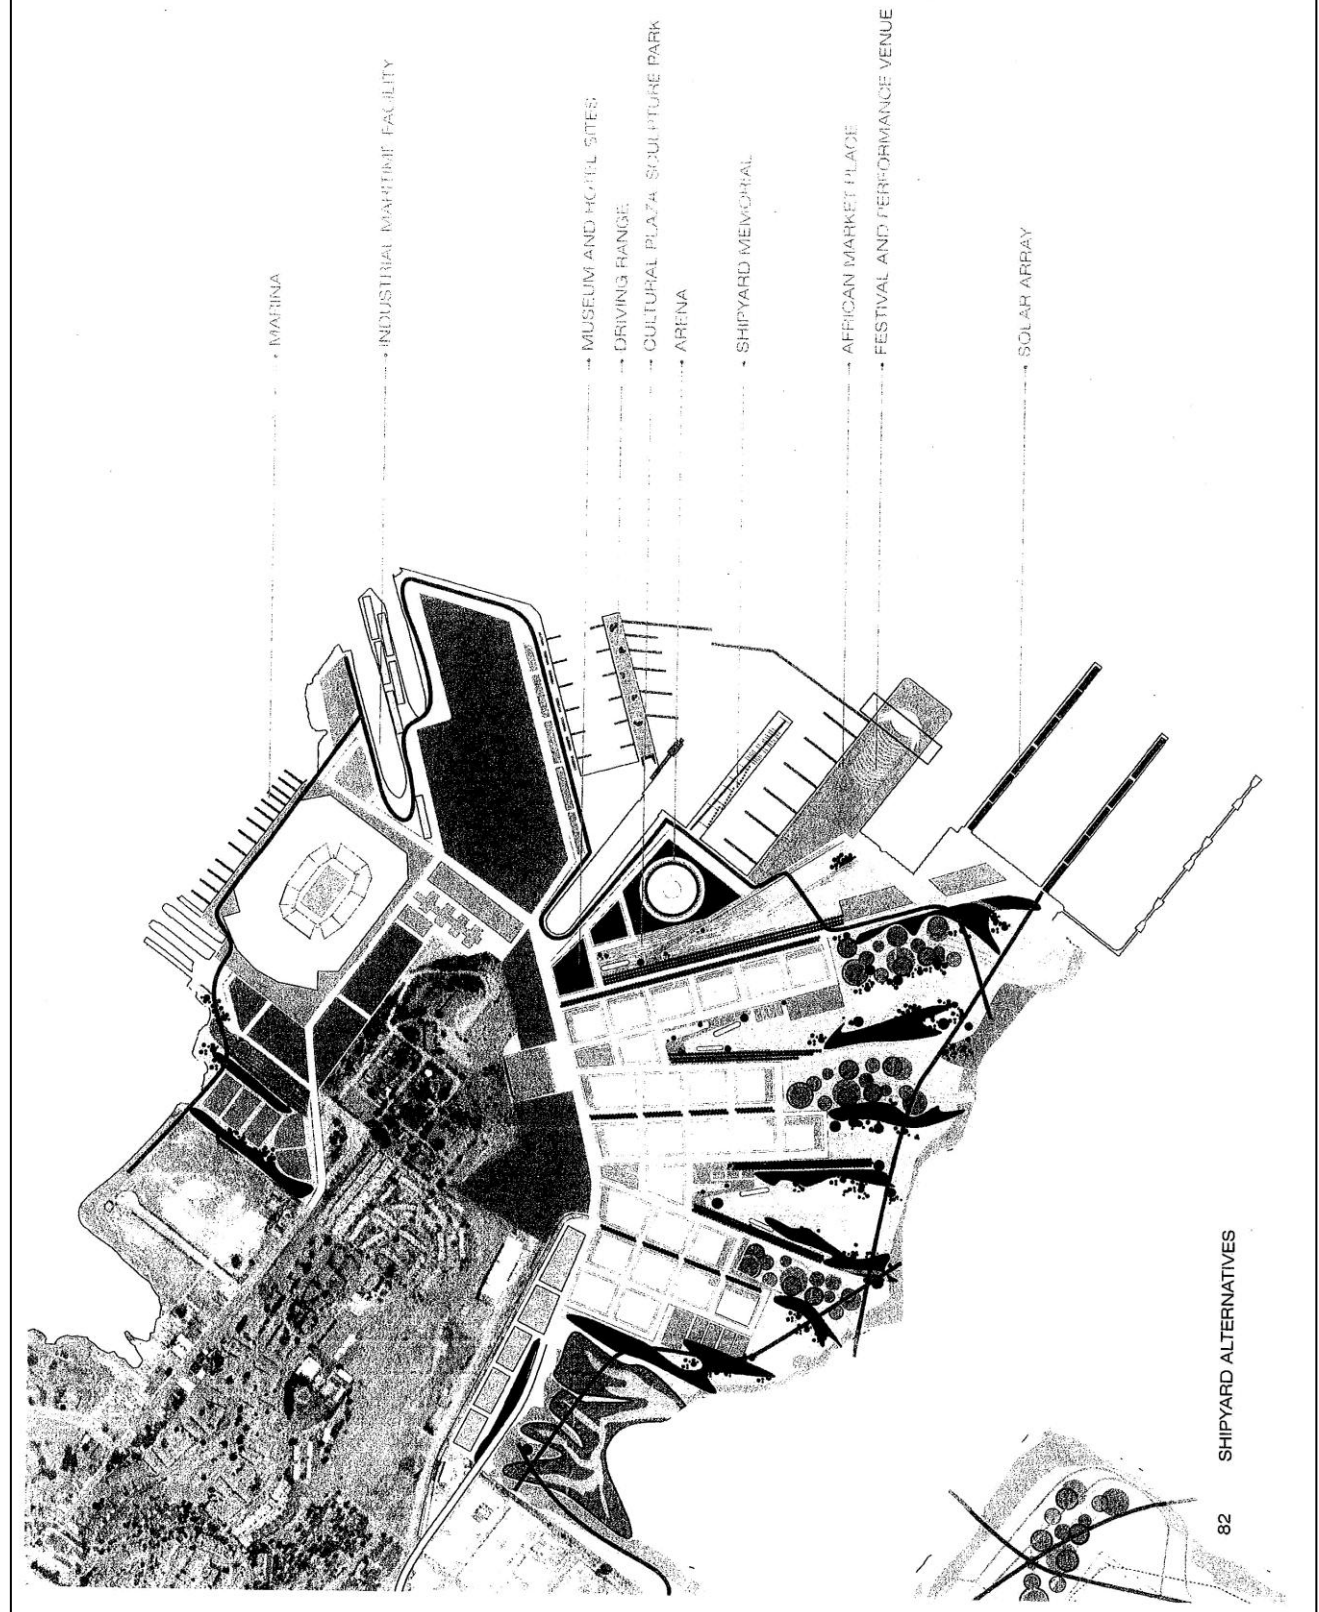 MARINA
INDUSTRIAL MARITIME FACILITY
MUSEUM AND HOTEL SITES
DRIVING RANGE
CULTURAL PLAZA SCULPTURE PARK
ARENA
SHIPYARD MEMORIAL
AFRICAN MARKET PLACE
FESTIVAL AND PERFORMANCE VENUE
SOLAR ARRAY
82 SHIPYARD ALTERNATIVES